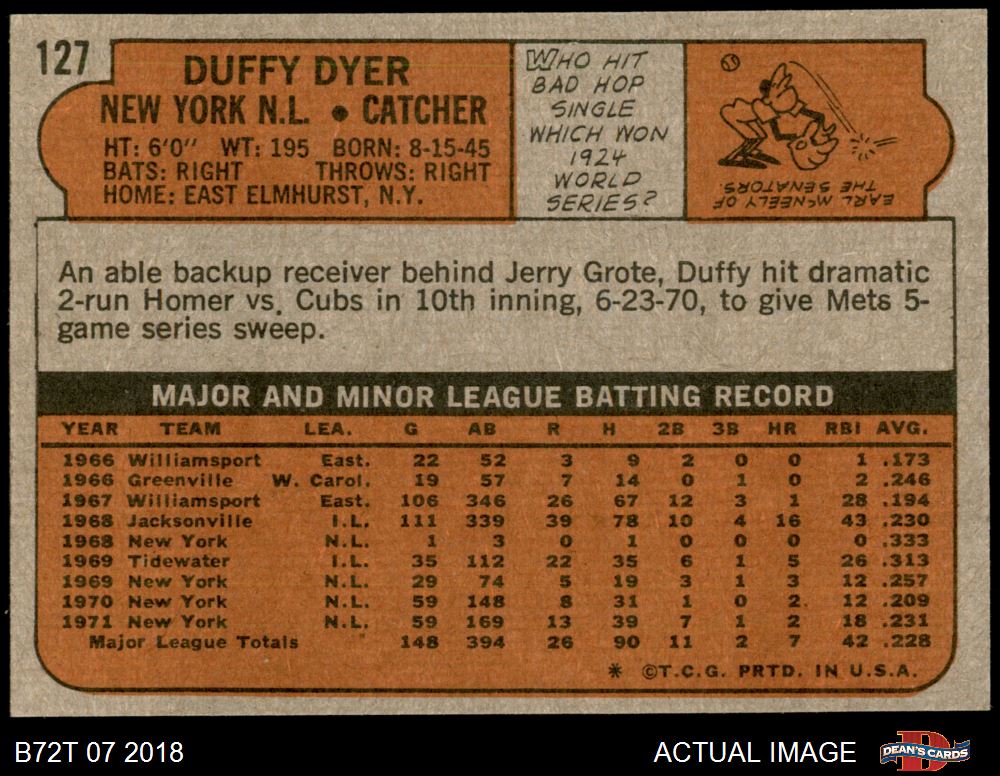 127
DUFFY DYER
NEW YORK N.L. • CATCHER
HT: 6'0" WT: 195 BORN: 8-15-45
BATS: RIGHT THROWS: RIGHT
HOME: EAST ELMHURST, N.Y.
WHO HIT
BAD HOP
SINGLE
WHICH WON
1924
WORLD
SERIES?
EARL McNEELY OF
THE SENATORS.
An able backup receiver behind Jerry Grote, Duffy hit dramatic
2-run Homer vs. Cubs in 10th inning, 6-23-70, to give Mets 5-
game series sweep.
MAJOR AND MINOR LEAGUE BATTING RECORD
YEAR TEAM LEA. G AB R H 2B 3B HR RBI AVG.
1966 Williamsport East. 22 52 3 9 2 0 0 1 .173
1966 Greenville W. Carol. 19 57 7 14 0 1 0 2 .246
1967 Williamsport East. 106 346 26 67 12 3 1 28 .194
1968 Jacksonville I.L. 111 339 39 78 10 4 16 43 .230
1968 New York N.L. 1 3 0 1 0 0 0 0 .333
1969 Tidewater I.L. 35 112 22 35 6 1 5 26 .313
1969 New York N.L. 29 74 5 19 3 1 3 12 .257
1970 New York N.L. 59 148 8 31 1 0 2 12 .209
1971 New York N.L. 59 169 13 39 7 1 2 18 .231
Major League Totals 148 394 26 90 11 2 7 42 .228
* ©T.C.G. PRTD. IN U.S.A.
B72T 07 2018 ACTUAL IMAGE DEAN'S CARDS